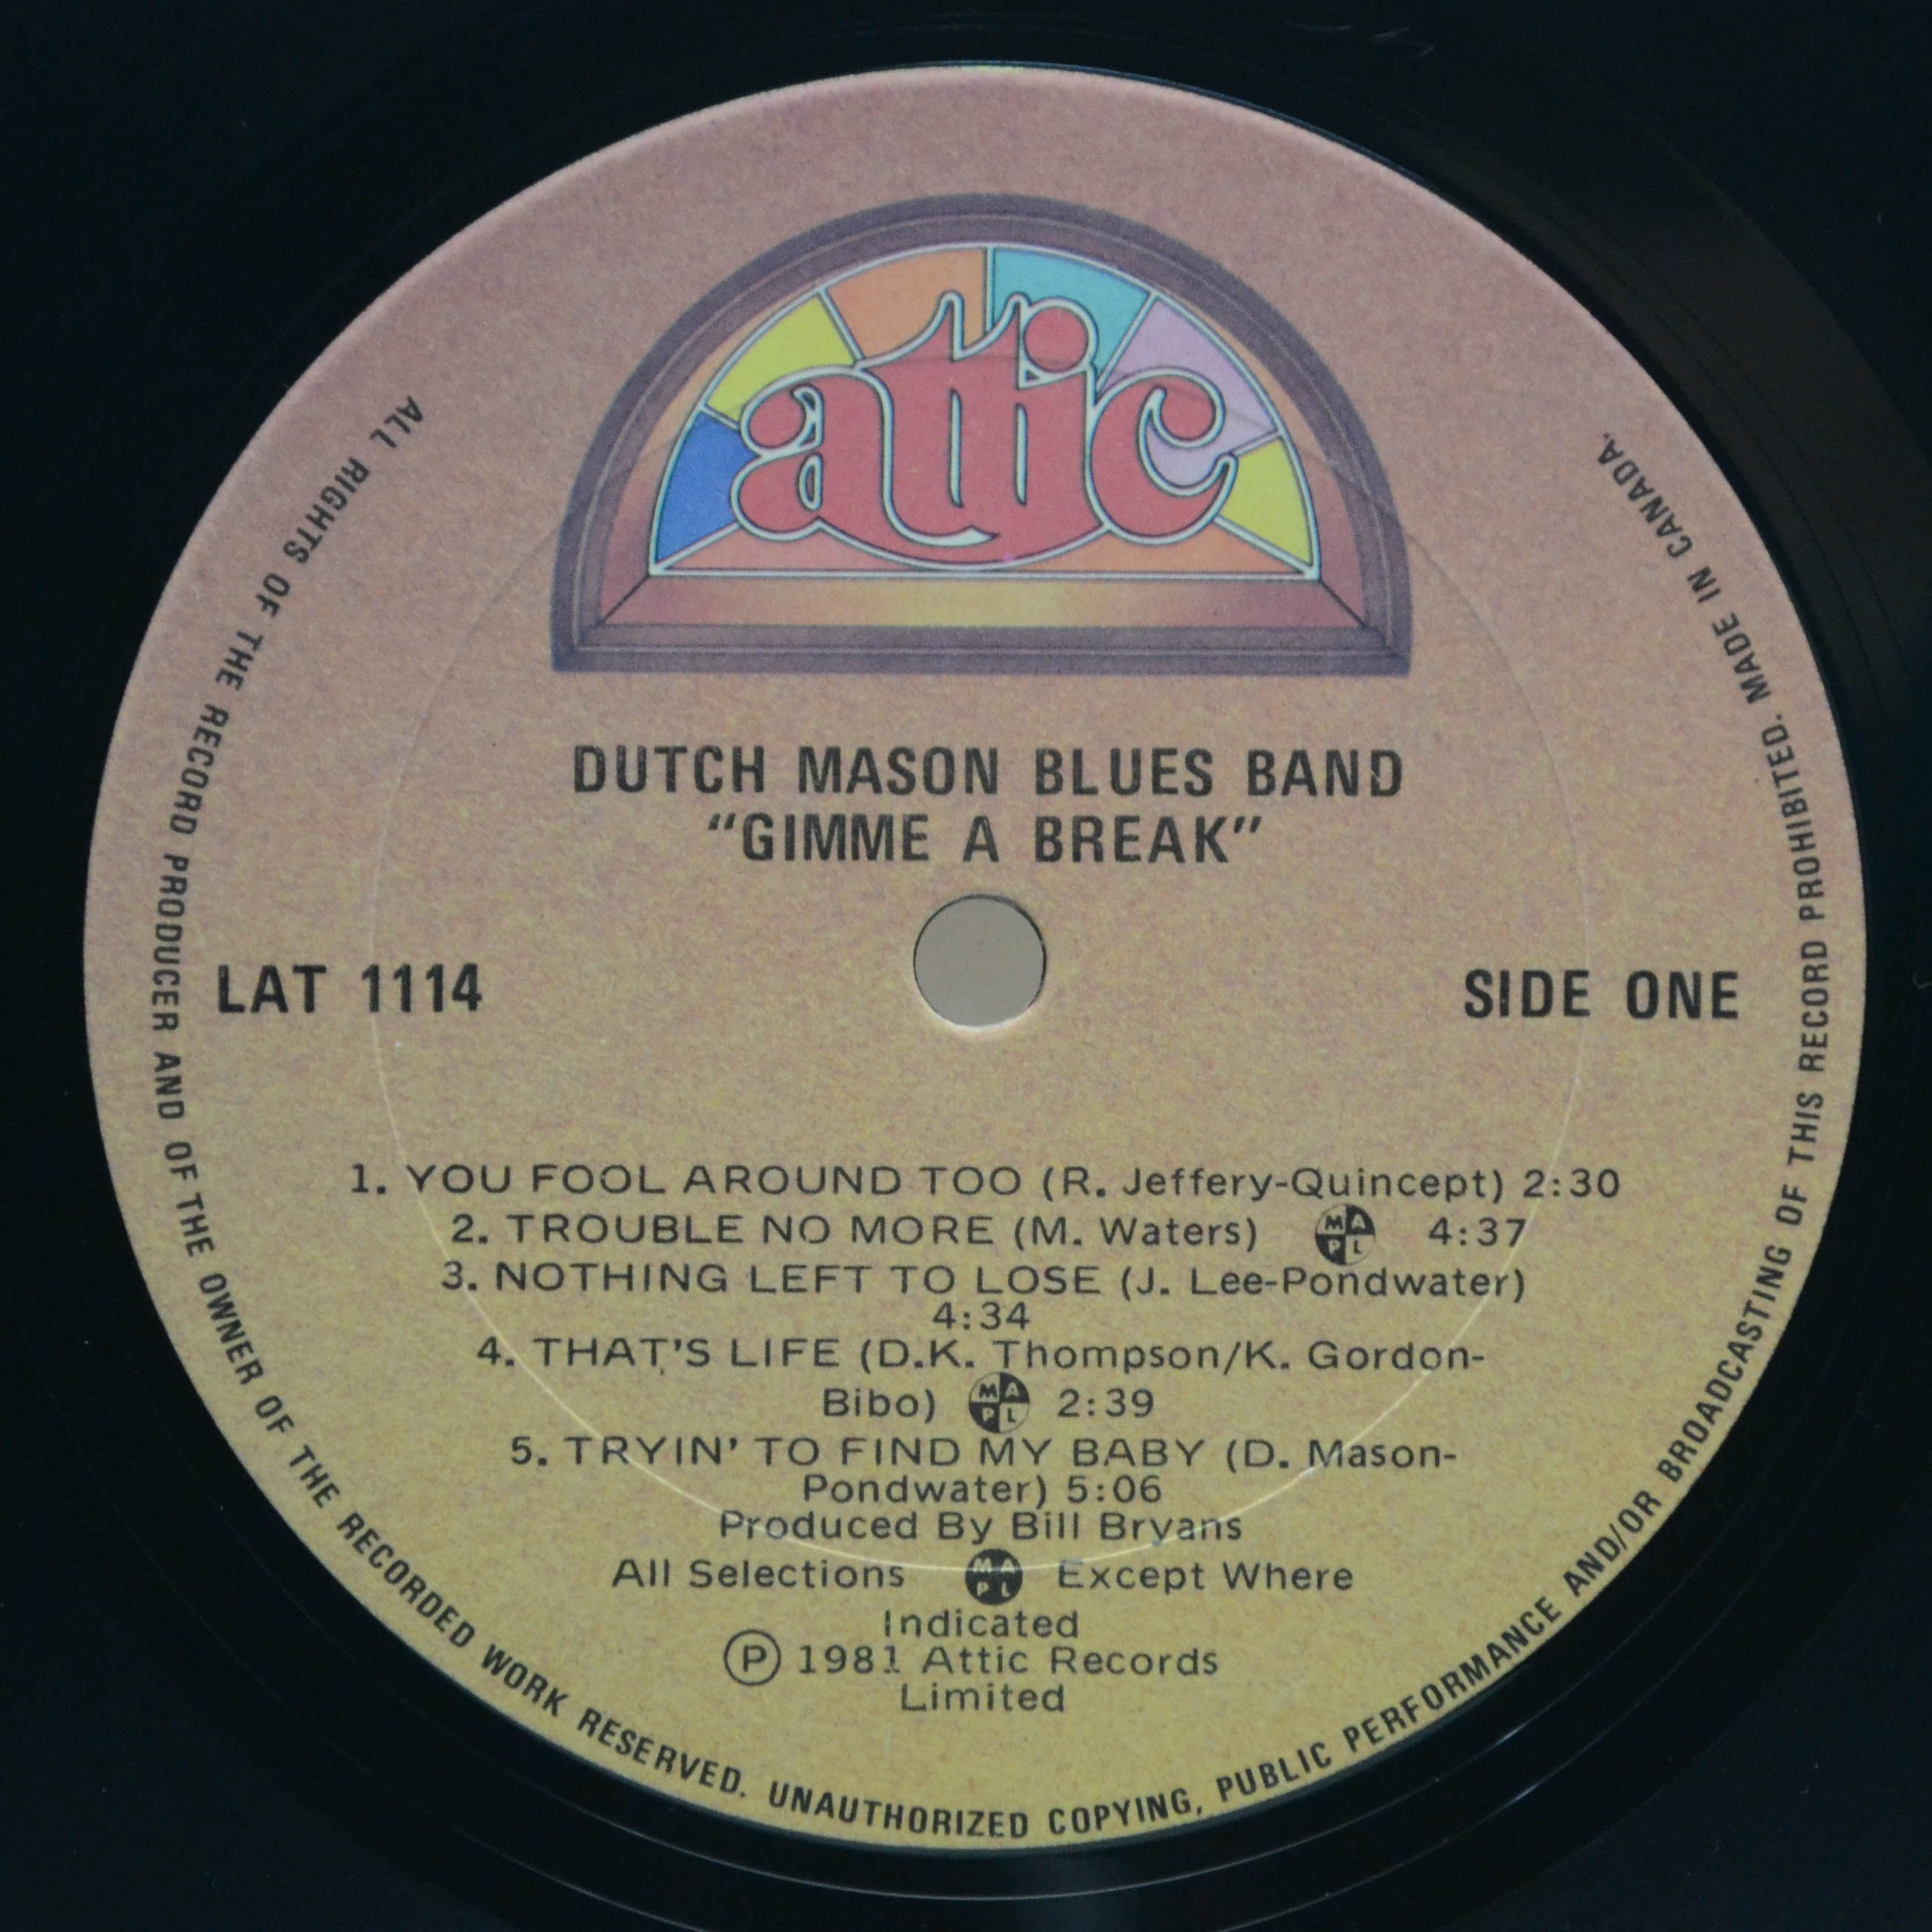 attic
DUTCH MASON BLUES BAND
"GIMME A BREAK"
LAT 1114
SIDE ONE
1. YOU FOOL AROUND TOO (R. Jeffery-Quincept) 2:30
2. TROUBLE NO MORE (M. Waters) MAPL 4:37
3. NOTHING LEFT TO LOSE (J. Lee-Pondwater)
4:34
4. THAT'S LIFE (D.K. Thompson/K. Gordon-
Bibo) MAPL 2:39
5. TRYIN' TO FIND MY BABY (D. Mason-
Pondwater) 5:06
Produced By Bill Bryans
All Selections MAPL Except Where
Indicated
Ⓟ 1981 Attic Records
Limited
ALL RIGHTS OF THE RECORD PRODUCER AND OF THE OWNER OF THE RECORDED WORK RESERVED. UNAUTHORIZED COPYING, PUBLIC PERFORMANCE AND/OR BROADCASTING OF THIS RECORD PROHIBITED. MADE IN CANADA.